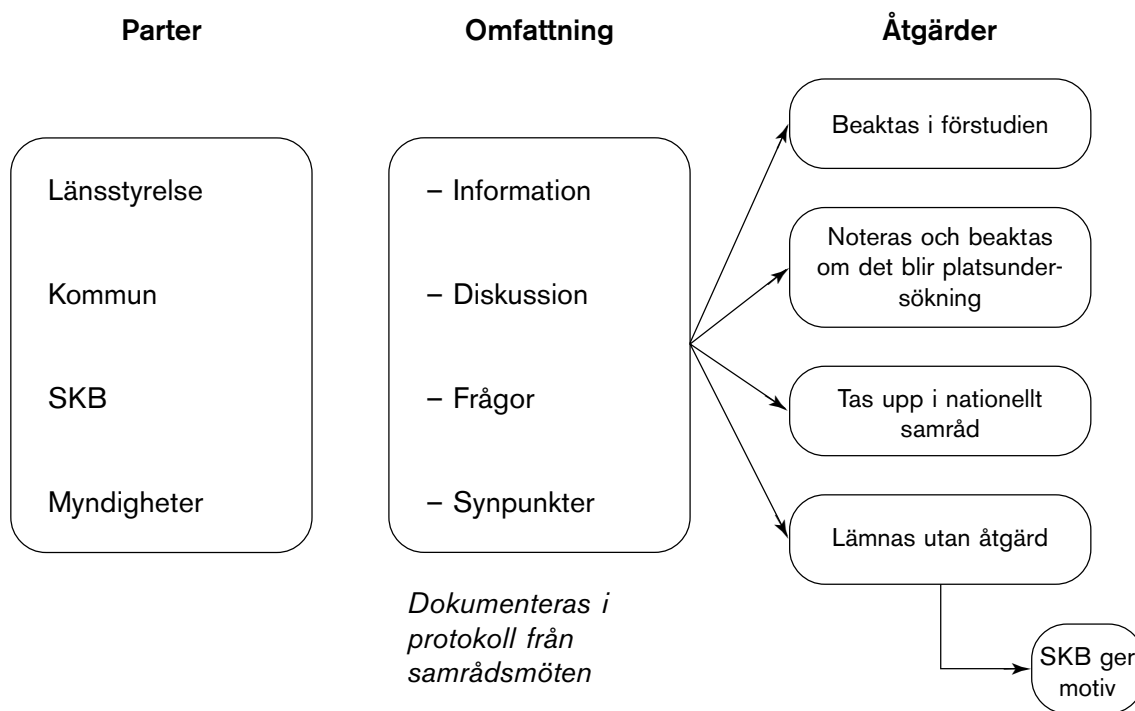 Parter
Omfattning
Åtgärder
Länsstyrelse
Kommun
SKB
Myndigheter
– Information
– Diskussion
– Frågor
– Synpunkter
Dokumenteras i
protokoll från
samrådsmöten
Beaktas i förstudien
Noteras och beaktas
om det blir platsunder-
sökning
Tas upp i nationellt
samråd
Lämnas utan åtgärd
SKB ger
motiv